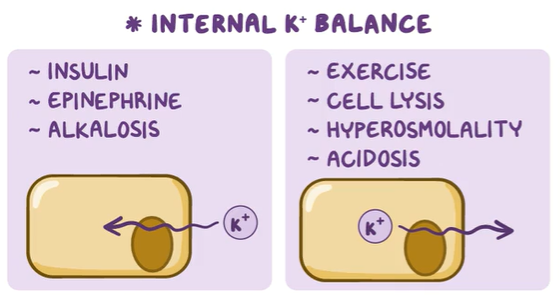 * INTERNAL K⁺ BALANCE
~ INSULIN
~ EPINEPHRINE
~ ALKALOSIS
K⁺
~ EXERCISE
~ CELL LYSIS
~ HYPEROSMOLALITY
~ ACIDOSIS
K⁺